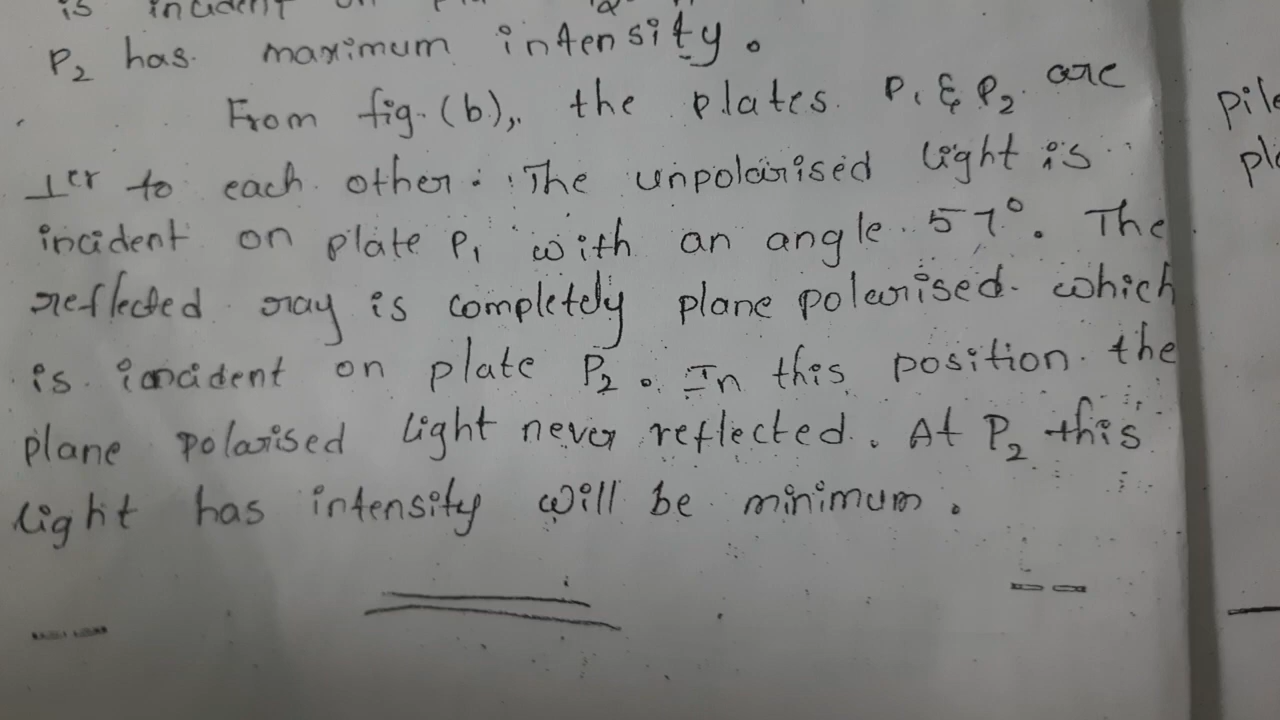 is incident on
P₂ has maximum intensity.
From fig. (b), the plates P₁ & P₂ are
⊥er to each other. The unpolarised light is
incident on plate P₁ with an angle 57°. The
reflected ray is completely plane polarised which
is incident on plate P₂. In this position the
plane polarised light never reflected. At P₂ this
light has intensity will be minimum.